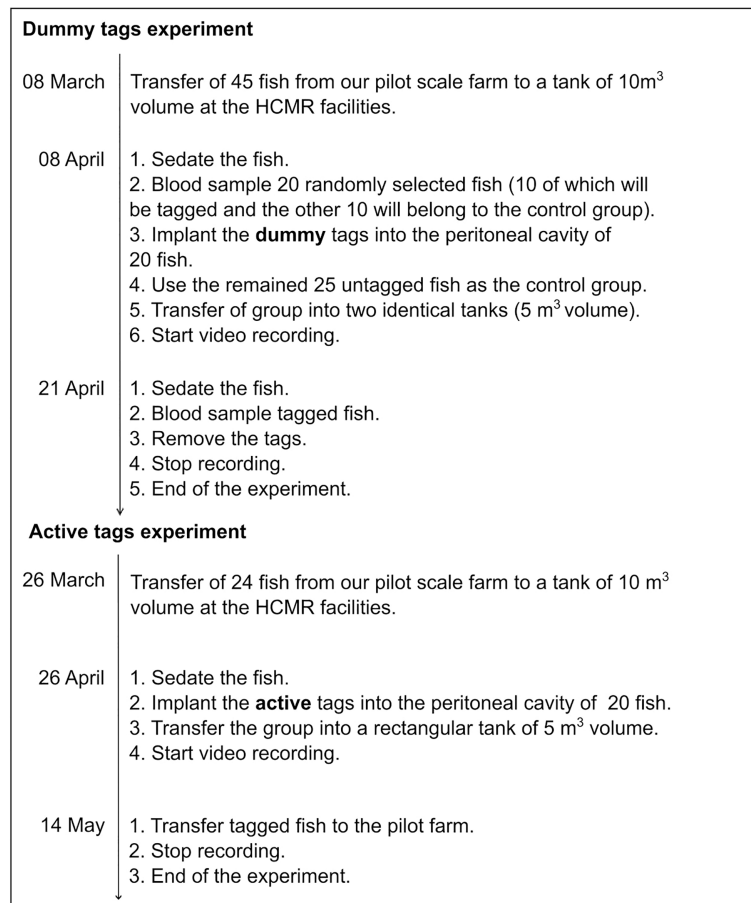 Dummy tags experiment
08 March Transfer of 45 fish from our pilot scale farm to a tank of 10m³
volume at the HCMR facilities.
08 April 1. Sedate the fish.
2. Blood sample 20 randomly selected fish (10 of which will
be tagged and the other 10 will belong to the control group).
3. Implant the dummy tags into the peritoneal cavity of
20 fish.
4. Use the remained 25 untagged fish as the control group.
5. Transfer of group into two identical tanks (5 m³ volume).
6. Start video recording.
21 April 1. Sedate the fish.
2. Blood sample tagged fish.
3. Remove the tags.
4. Stop recording.
5. End of the experiment.
Active tags experiment
26 March Transfer of 24 fish from our pilot scale farm to a tank of 10 m³
volume at the HCMR facilities.
26 April 1. Sedate the fish.
2. Implant the active tags into the peritoneal cavity of 20 fish.
3. Transfer the group into a rectangular tank of 5 m³ volume.
4. Start video recording.
14 May 1. Transfer tagged fish to the pilot farm.
2. Stop recording.
3. End of the experiment.